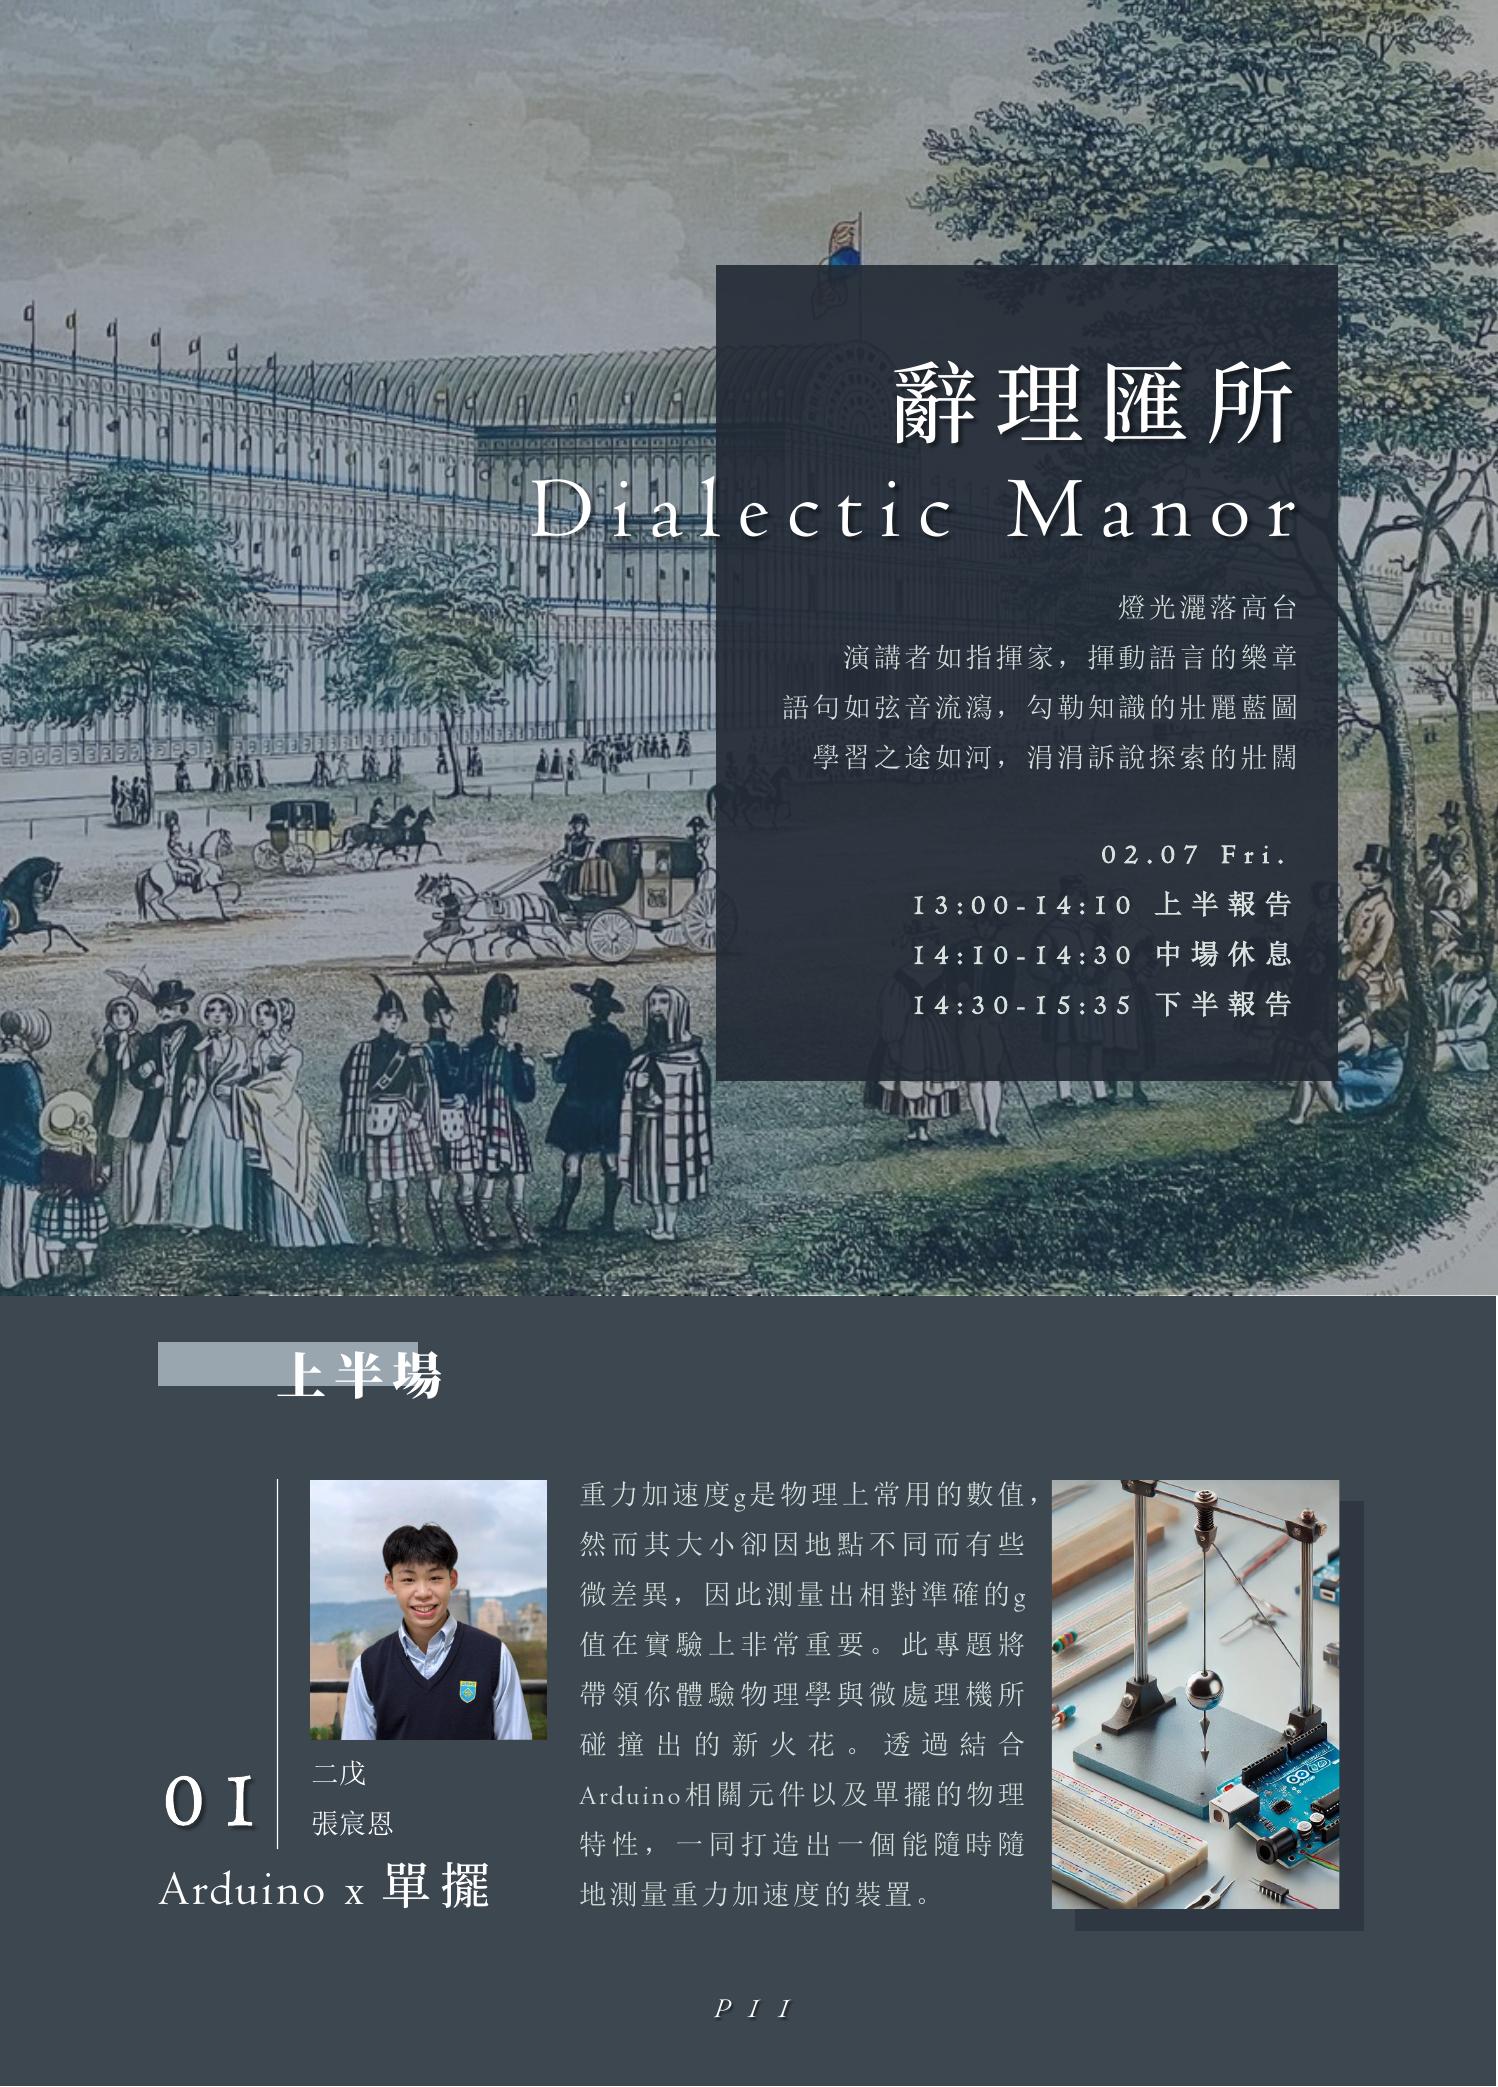 辭理匯所
Dialectic Manor
燈光灑落高台
演講者如指揮家，揮動語言的樂章
語句如弦音流瀉，勾勒知識的壯麗藍圖
學習之途如河，涓涓訴說探索的壯闊
02.07 Fri.
13:00-14:10 上半報告
14:10-14:30 中場休息
14:30-15:35 下半報告
上半場
01
二戊
張宸恩
Arduino x 單擺
重力加速度g是物理上常用的數值，
然而其大小卻因地點不同而有些
微差異，因此測量出相對準確的g
值在實驗上非常重要。此專題將
帶領你體驗物理學與微處理機所
碰撞出的新火花。透過結合
Arduino相關元件以及單擺的物理
特性，一同打造出一個能隨時隨
地測量重力加速度的裝置。
P11